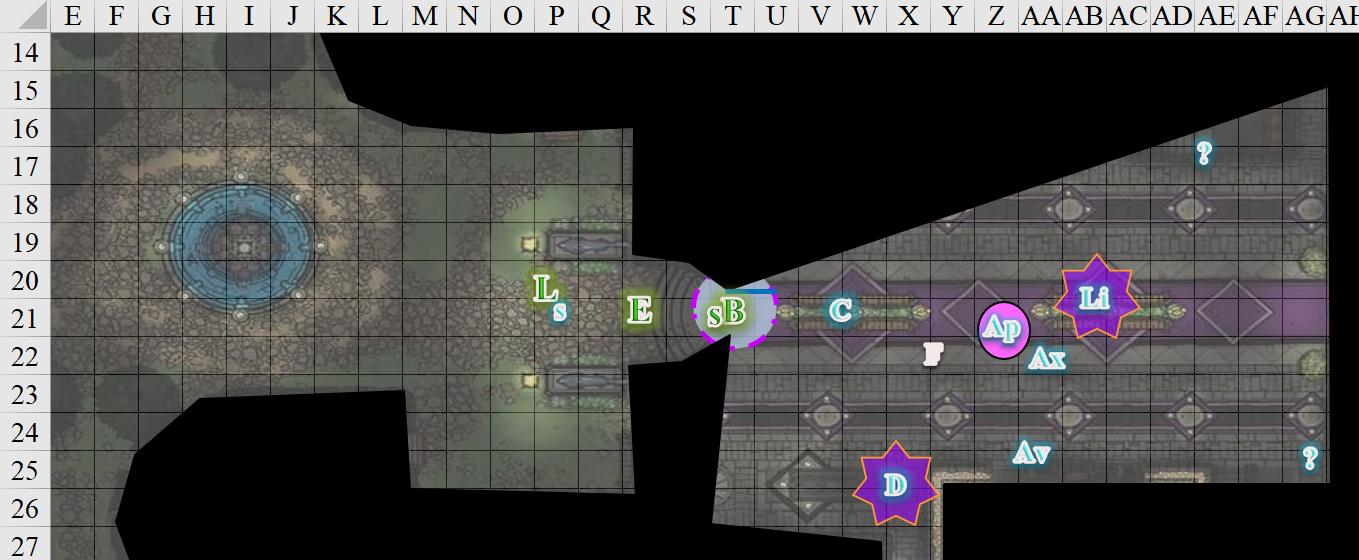 E F G H I J K L M N O P Q R S T U V W X Y Z AA AB AC AD AE AF AG AH
14
15
16
17 ?
18
19
20 L Li
21 s E sB C Ap
22 F Ax
23
24 Av
25 D ?
26
27